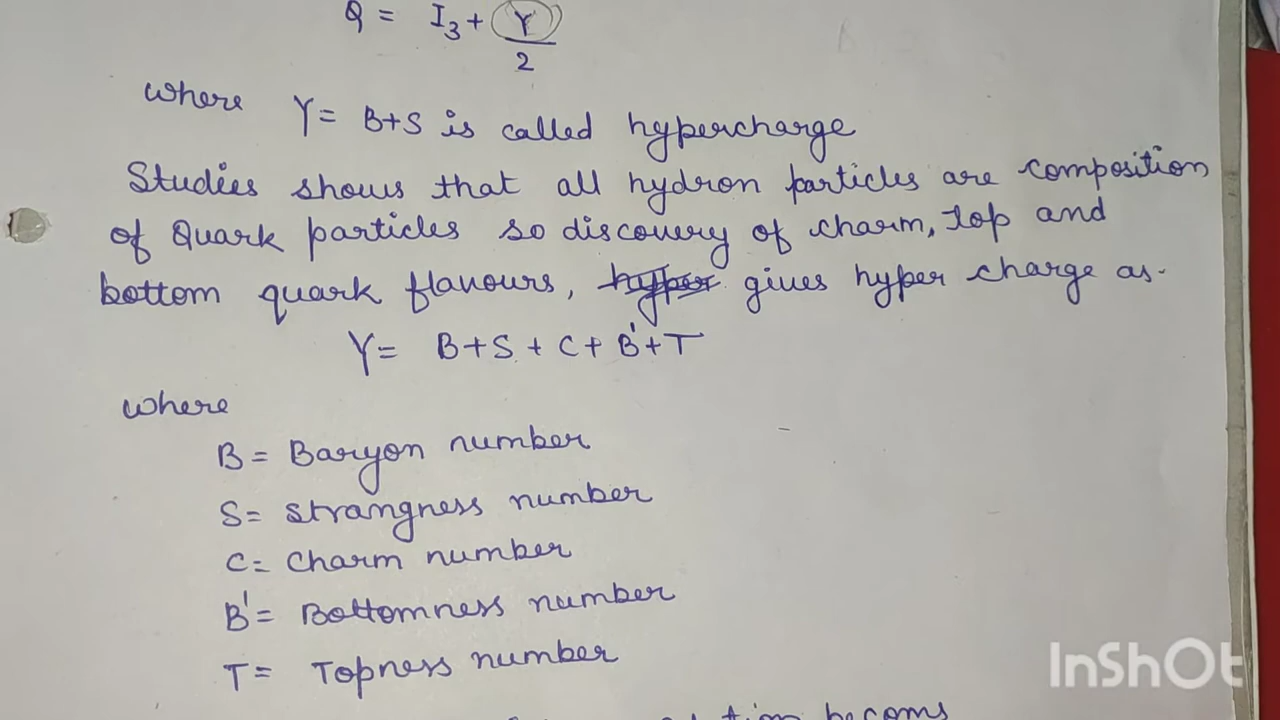 Q = I₃ + Y/2
where Y = B+S is called hypercharge
Studies shows that all hydron particles are composition
of Quark particles so discovery of charm, top and
bottom quark flavours, hyper gives hyper charge as-
Y = B+S+C+B'+T
where
B = Baryon number
S = Strangness number
C = Charm number
B' = Bottomness number
T = Topness number
becoms
InShOt